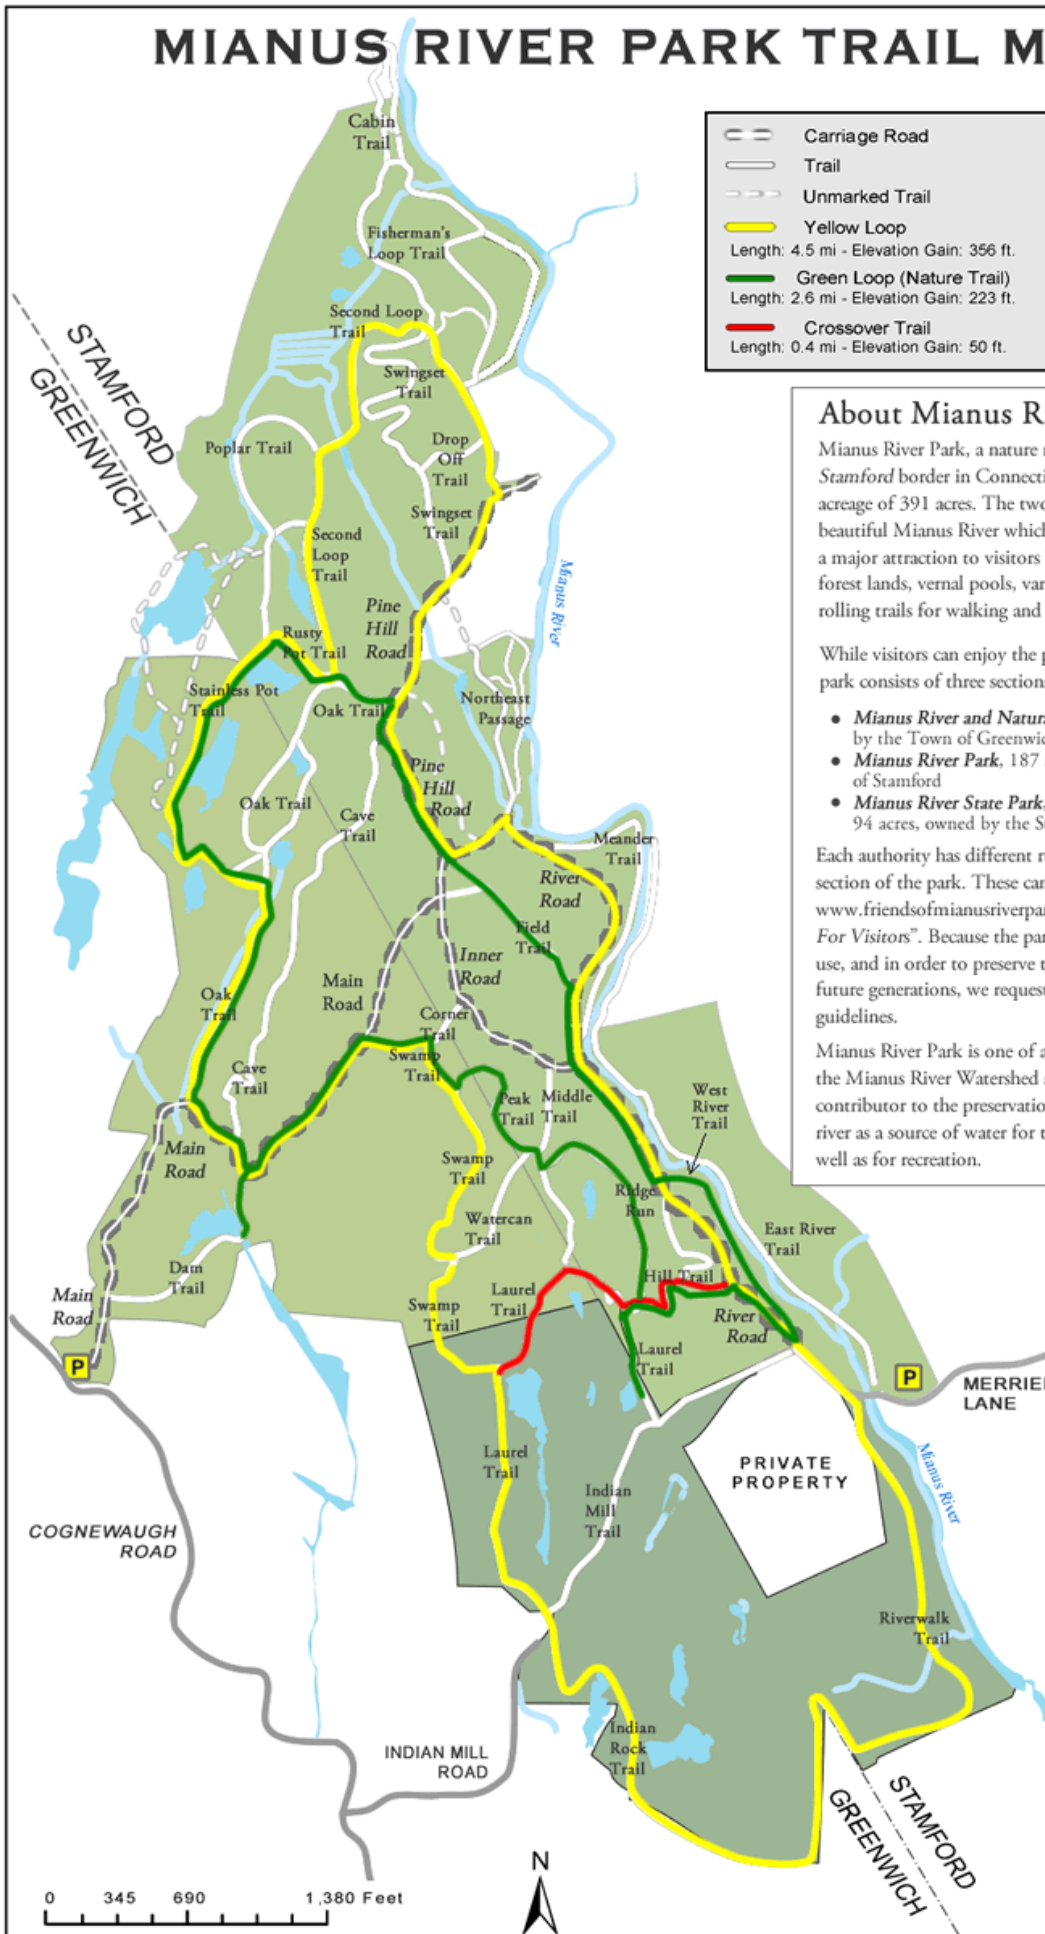 MIANUS RIVER PARK TRAIL M
Carriage Road
Trail
Unmarked Trail
Yellow Loop
Length: 4.5 mi - Elevation Gain: 356 ft.
Green Loop (Nature Trail)
Length: 2.6 mi - Elevation Gain: 223 ft.
Crossover Trail
Length: 0.4 mi - Elevation Gain: 50 ft.
About Mianus R
Mianus River Park, a nature
Stamford border in Connecti
acreage of 391 acres. The two
beautiful Mianus River which
a major attraction to visitors
forest lands, vernal pools, var
rolling trails for walking and
While visitors can enjoy the p
park consists of three section
● Mianus River and Natur
by the Town of Greenwic
● Mianus River Park, 187
of Stamford
● Mianus River State Park,
94 acres, owned by the S
Each authority has different r
section of the park. These can
www.friendsofmianusriverpar
For Visitors”. Because the par
use, and in order to preserve t
future generations, we request
guidelines.
Mianus River Park is one of a
the Mianus River Watershed
contributor to the preservatio
river as a source of water for t
well as for recreation.
Cabin
Trail
Fisherman's
Loop Trail
Second Loop
Trail
STAMFORD
GREENWICH
Swingset
Trail
Poplar Trail
Drop
Off
Trail
Swingset
Trail
Second
Loop
Trail
Mianus River
Pine
Hill
Road
Rusty
Pot Trail
Stainless Pot
Trail
Oak Trail
Northeast
Passage
Pine
Hill
Road
Oak Trail
Cave
Trail
Meander
Trail
River
Road
Field
Trail
Inner
Road
Main
Road
Oak
Trail
Corner
Trail
Swamp
Trail
Cave
Trail
Peak
Trail
Middle
Trail
West
River
Trail
Main
Road
Swamp
Trail
Ridge
Run
Watercan
Trail
East River
Trail
Dam
Trail
Hill Trail
Laurel
Trail
Main
Road
Swamp
Trail
River
Road
Laurel
Trail
P
P
MERRIE
LANE
PRIVATE
PROPERTY
Laurel
Trail
Mianus River
Indian
Mill
Trail
COGNEWAUGH
ROAD
Riverwalk
Trail
Indian
Rock
Trail
INDIAN MILL
ROAD
STAMFORD
GREENWICH
N
0 345 690 1,380 Feet